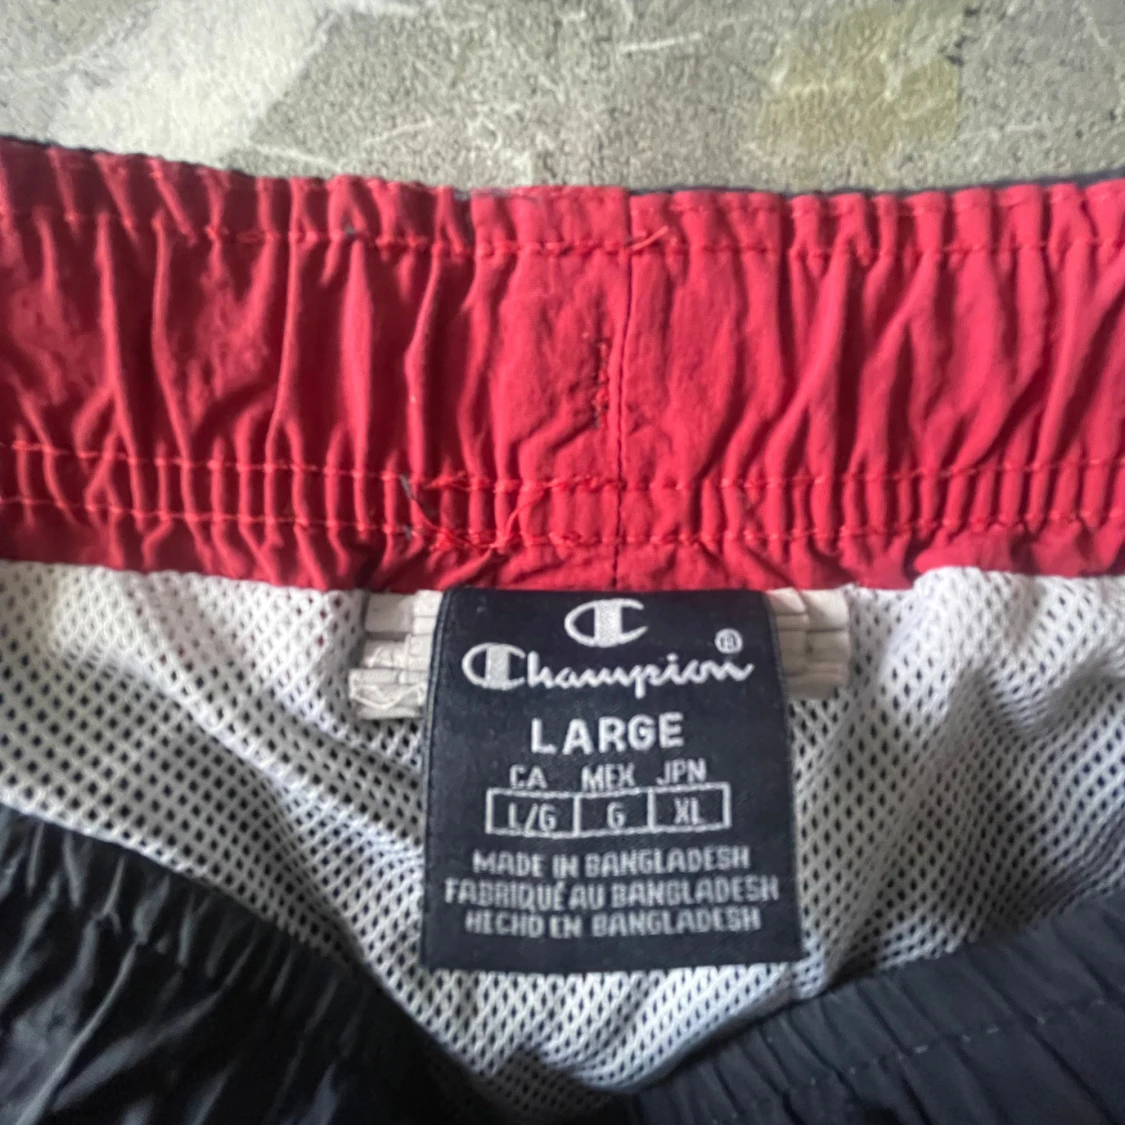 Champion®
LARGE
CA MEX JPN
L/G G XL
MADE IN BANGLADESH
FABRIQUÉ AU BANGLADESH
HECHO EN BANGLADESH